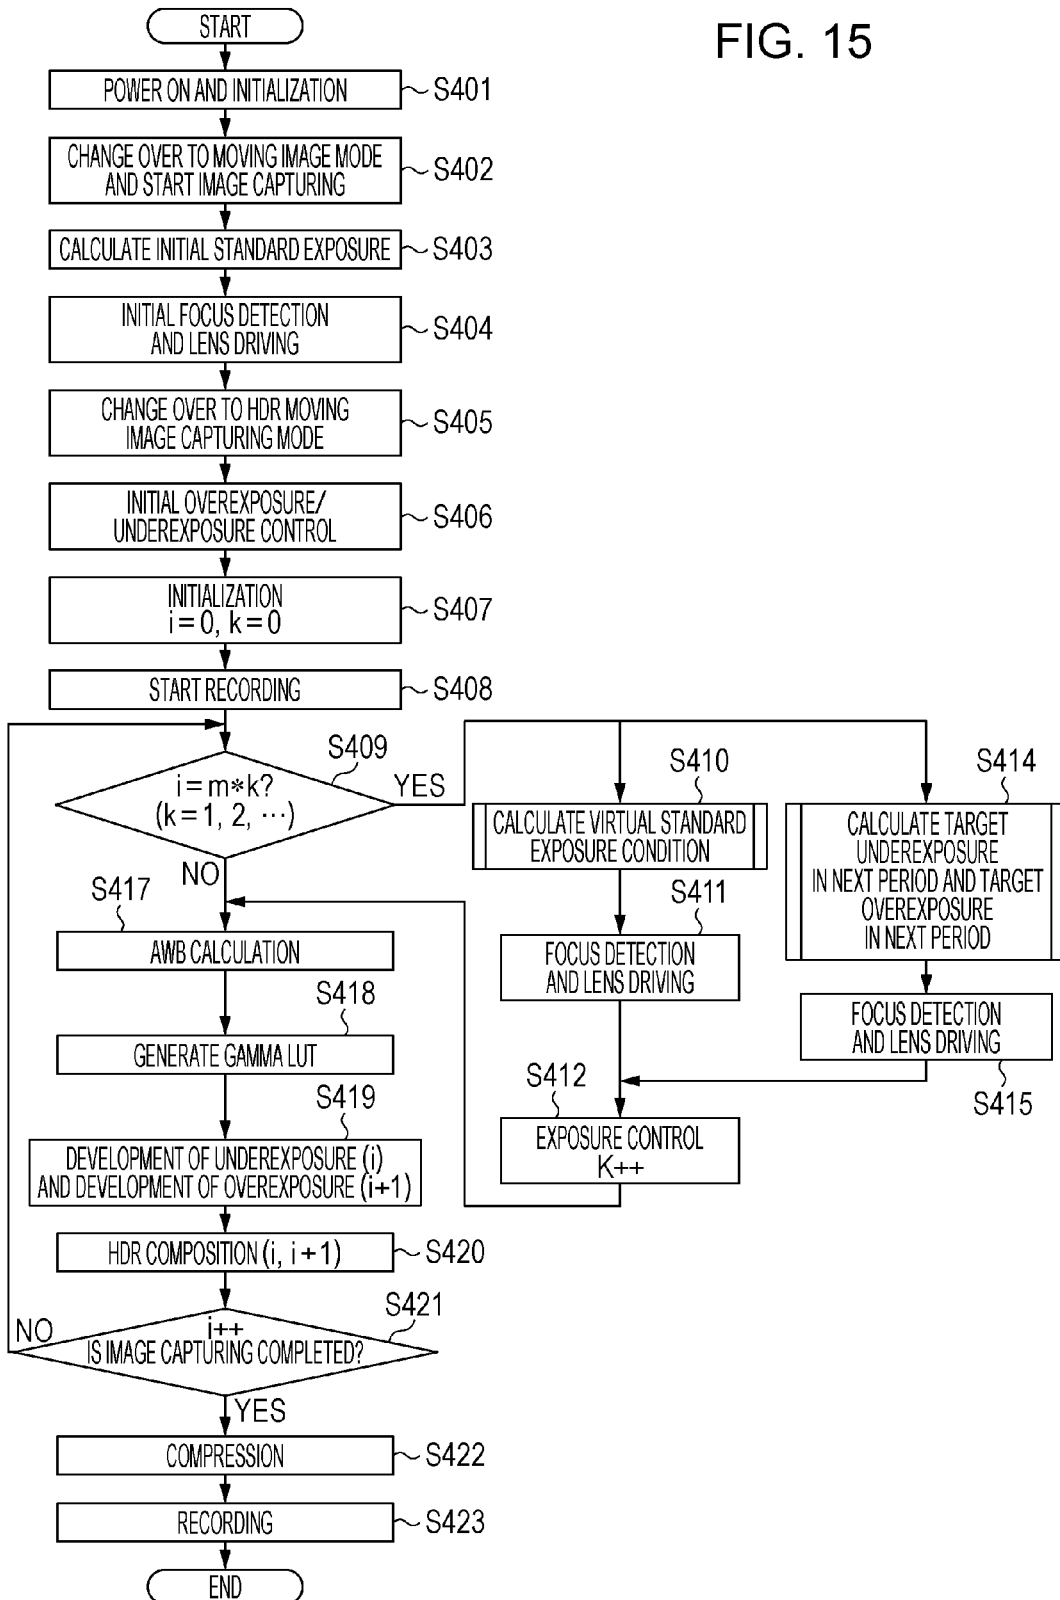 FIG. 15
START
POWER ON AND INITIALIZATION
S401
CHANGE OVER TO MOVING IMAGE MODE
AND START IMAGE CAPTURING
S402
CALCULATE INITIAL STANDARD EXPOSURE
S403
INITIAL FOCUS DETECTION
AND LENS DRIVING
S404
CHANGE OVER TO HDR MOVING
IMAGE CAPTURING MODE
S405
INITIAL OVEREXPOSURE/
UNDEREXPOSURE CONTROL
S406
INITIALIZATION
i=0, k=0
S407
START RECORDING
S408
S409
i=m*k?
(k=1, 2, ⋯)
YES
NO
S410
CALCULATE VIRTUAL STANDARD
EXPOSURE CONDITION
S411
FOCUS DETECTION
AND LENS DRIVING
S412
EXPOSURE CONTROL
K++
S414
CALCULATE TARGET
UNDEREXPOSURE
IN NEXT PERIOD AND TARGET
OVEREXPOSURE
IN NEXT PERIOD
FOCUS DETECTION
AND LENS DRIVING
S415
S417
AWB CALCULATION
S418
GENERATE GAMMA LUT
S419
DEVELOPMENT OF UNDEREXPOSURE (i)
AND DEVELOPMENT OF OVEREXPOSURE (i+1)
HDR COMPOSITION (i, i+1)
S420
S421
i++
IS IMAGE CAPTURING COMPLETED?
NO
YES
COMPRESSION
S422
RECORDING
S423
END